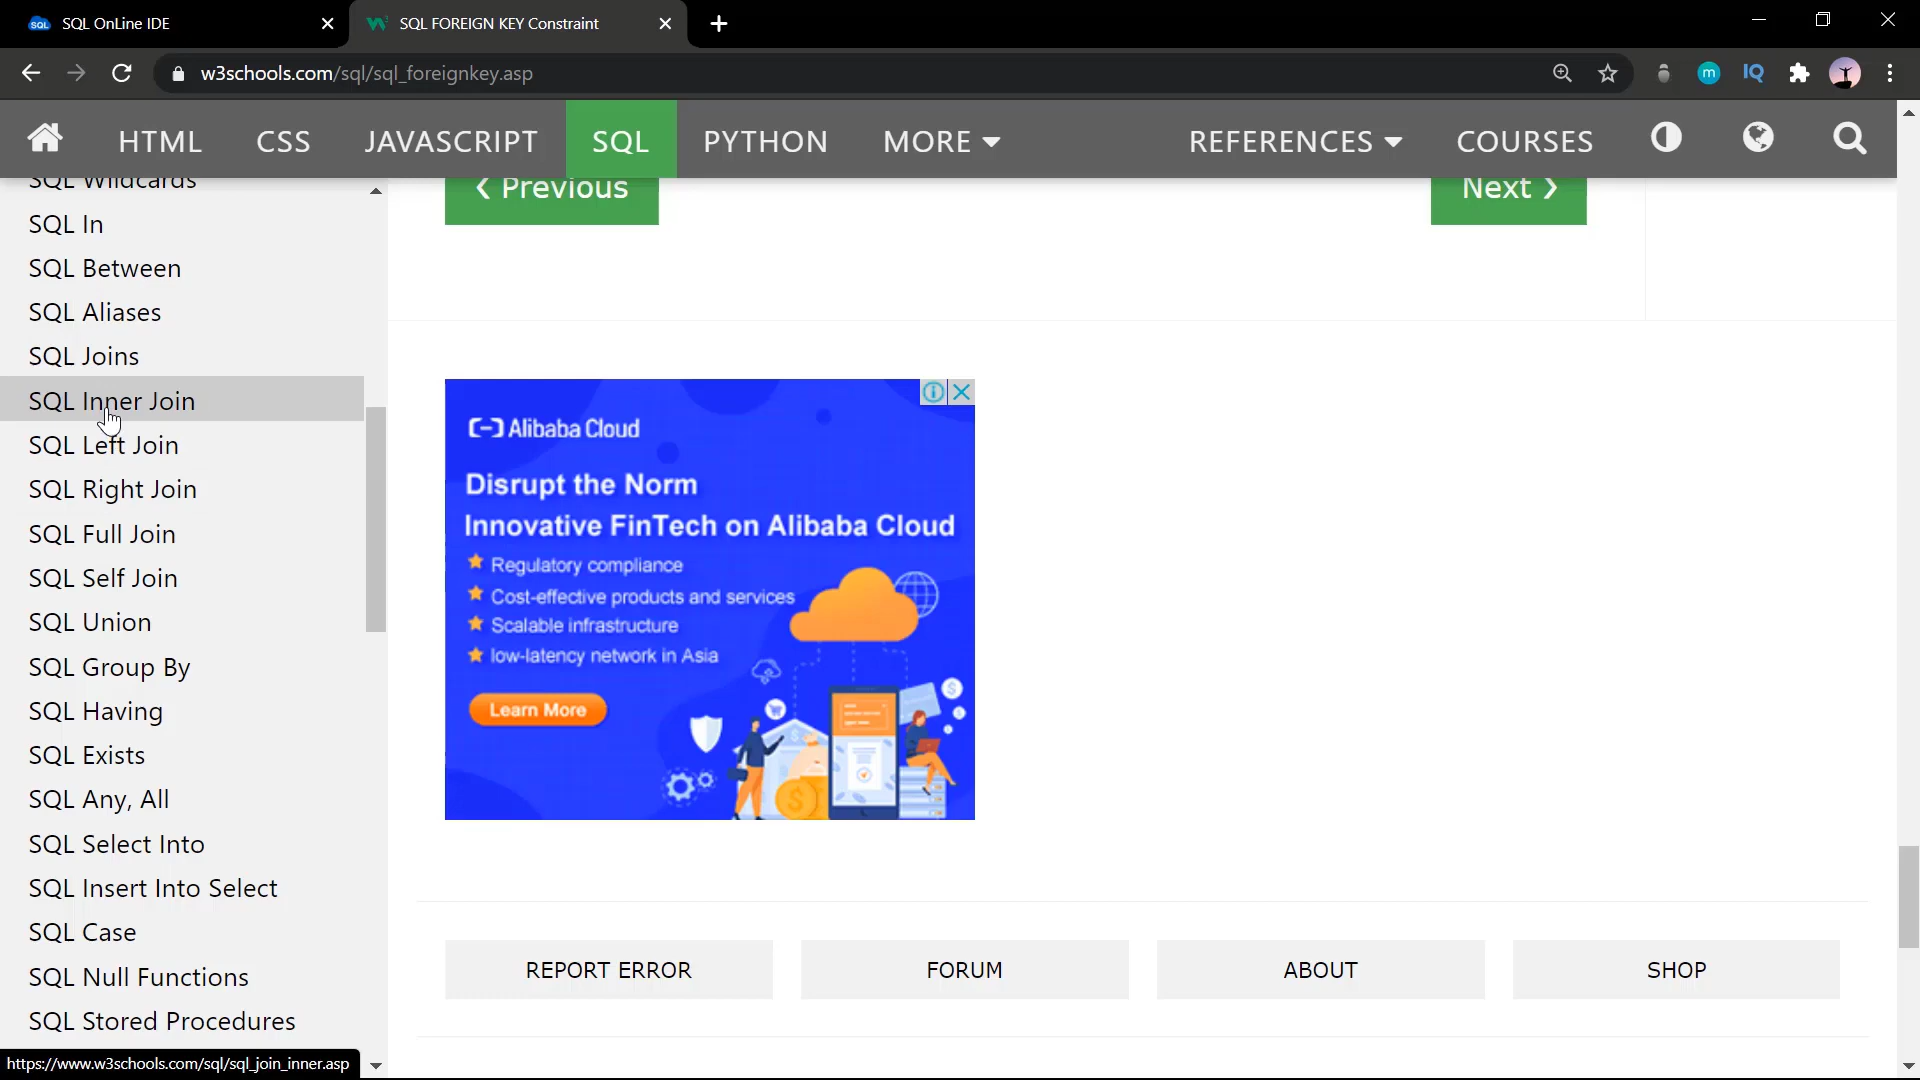 SQL OnLine IDE
SQL FOREIGN KEY Constraint
w3schools.com/sql/sql_foreignkey.asp
m
IQ
HTML
CSS
JAVASCRIPT
SQL
PYTHON
MORE
REFERENCES
COURSES
SQL Wildcards
SQL In
SQL Between
SQL Aliases
SQL Joins
SQL Inner Join
SQL Left Join
SQL Right Join
SQL Full Join
SQL Self Join
SQL Union
SQL Group By
SQL Having
SQL Exists
SQL Any, All
SQL Select Into
SQL Insert Into Select
SQL Case
SQL Null Functions
SQL Stored Procedures
https://www.w3schools.com/sql/sql_join_inner.asp
❮ Previous
Next ❯
Alibaba Cloud
Disrupt the Norm
Innovative FinTech on Alibaba Cloud
Regulatory compliance
Cost-effective products and services
Scalable infrastructure
low-latency network in Asia
Learn More
REPORT ERROR
FORUM
ABOUT
SHOP